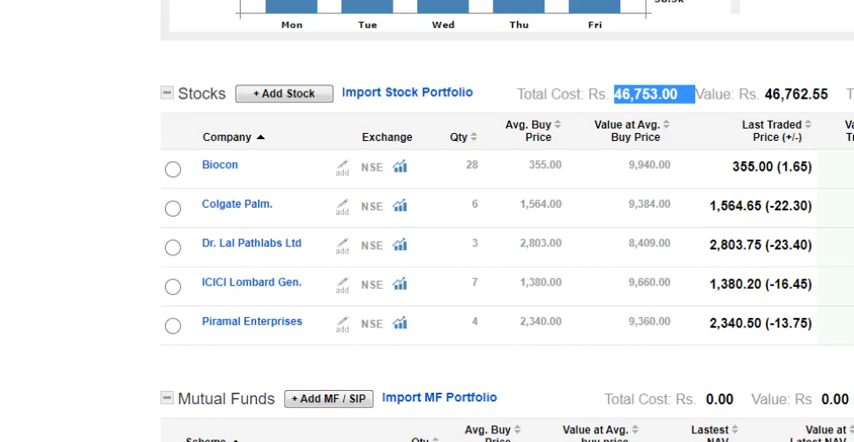 Mon Tue Wed Thu Fri
Stocks + Add Stock Import Stock Portfolio Total Cost: Rs. 46,753.00 Value: Rs. 46,762.55
Company Exchange Qty Avg. Buy Price Value at Avg. Buy Price Last Traded Price (+/-)
Biocon add NSE 28 355.00 9,940.00 355.00 (1.65)
Colgate Palm. add NSE 6 1,564.00 9,384.00 1,564.65 (-22.30)
Dr. Lal Pathlabs Ltd add NSE 3 2,803.00 8,409.00 2,803.75 (-23.40)
ICICI Lombard Gen. add NSE 7 1,380.00 9,660.00 1,380.20 (-16.45)
Piramal Enterprises add NSE 4 2,340.00 9,360.00 2,340.50 (-13.75)
Mutual Funds + Add MF / SIP Import MF Portfolio Total Cost: Rs. 0.00 Value: Rs 0.00
Avg. Buy Value at Avg. Lastest Value at